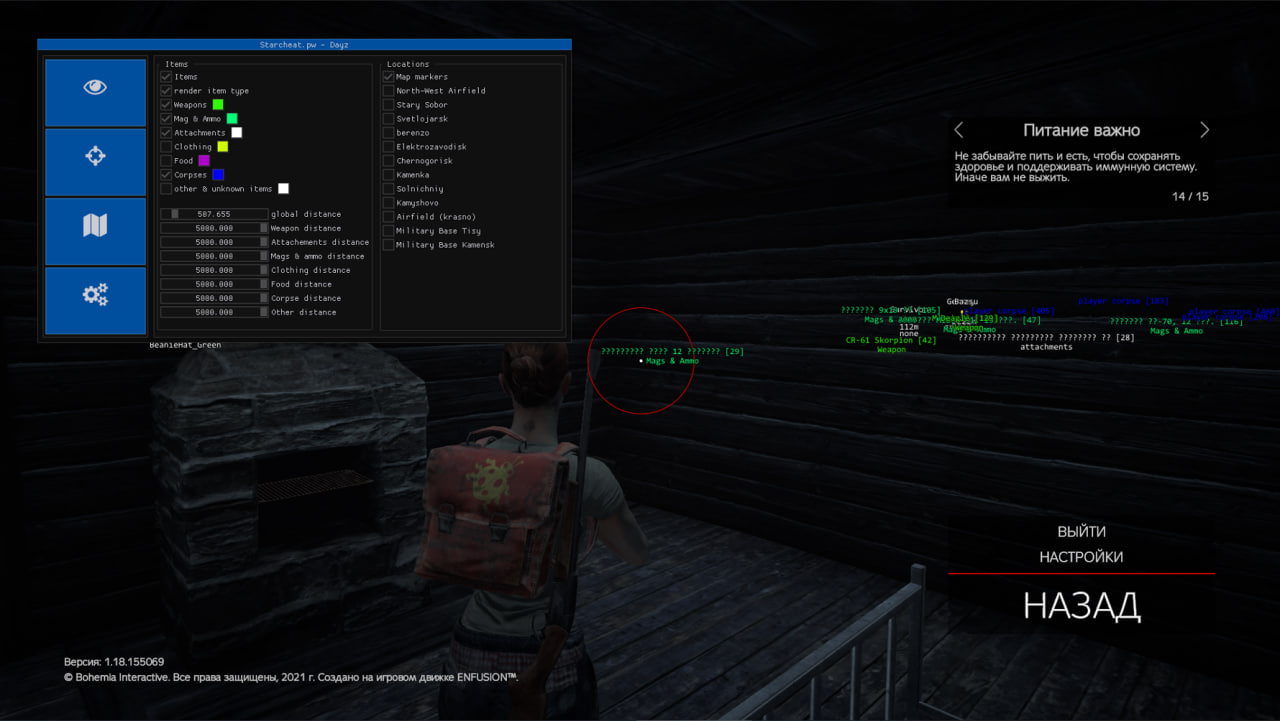 Starcheat.pw - Dayz
Items
Items
render item type
Weapons
Mag & Ammo
Attachments
Clothing
Food
Corpses
other & unknown items
587.655 global distance
5000.000 Weapon distance
5000.000 Attachements distance
5000.000 Mags & ammo distance
5000.000 Clothing distance
5000.000 Food distance
5000.000 Corpse distance
5000.000 Other distance
Locations
Map markers
North-West Airfield
Stary Sobor
Svetlojarsk
berenzo
Elektrozavodisk
Chernogorisk
Kamenka
Solnichniy
Kamyshovo
Airfield (krasno)
Military Base Tisy
Military Base Kamensk
BeanieHat_Green
Питание важно
Не забывайте пить и есть, чтобы сохранять
здоровье и поддерживать иммунную систему.
Иначе вам не выжить.
14 / 15
player corpse [103]
112m
none
CR-61 Skorpion [42]
Weapon
????????? ???? 12 ??????? [29]
Mags & Ammo
?????????? ????????? ???????? ?? [28]
attachments
??????? ??-70, 12 ???. [116]
Mags & Ammo
ВЫЙТИ
НАСТРОЙКИ
НАЗАД
Версия: 1.18.155069
© Bohemia Interactive. Все права защищены, 2021 г. Создано на игровом движке ENFUSION™.